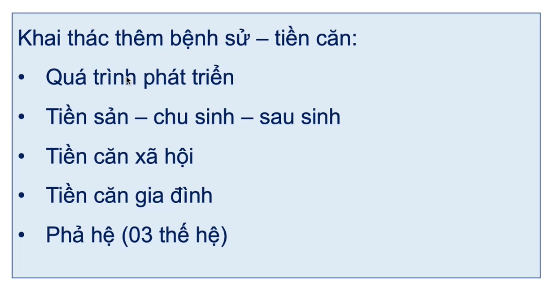 Khai thác thêm bệnh sử – tiền căn:
• Quá trình phát triển
• Tiền sản – chu sinh – sau sinh
• Tiền căn xã hội
• Tiền căn gia đình
• Phả hệ (03 thế hệ)